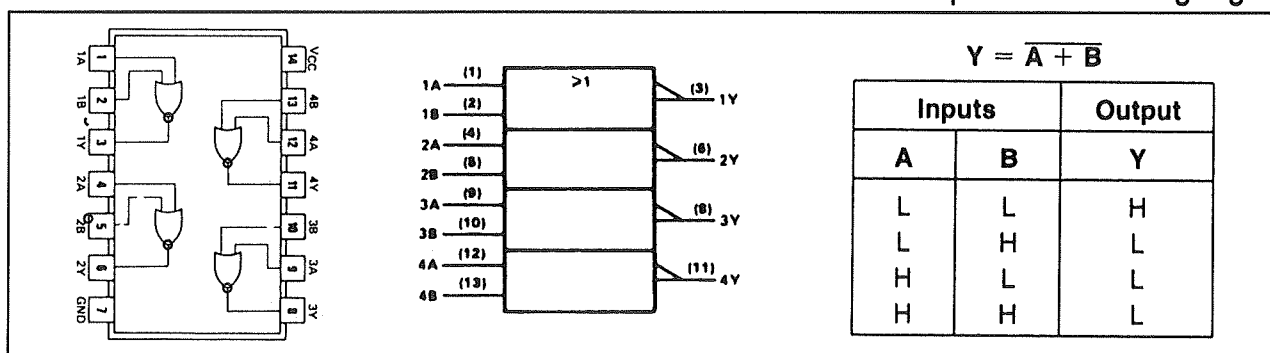 1A 1 14 VCC
1B 2 13 4B
1Y 3 12 4A
2A 4 11 4Y
2B 5 10 3B
2Y 6 9 3A
GND 7 8 3Y
>1
1A (1) (3) 1Y
1B (2)
2A (4) (6) 2Y
2B (8)
3A (9) (8) 3Y
3B (10)
4A (12) (11) 4Y
4B (13)
Y = A + B
Inputs Output
A B Y
L L H
L H L
H L L
H H L